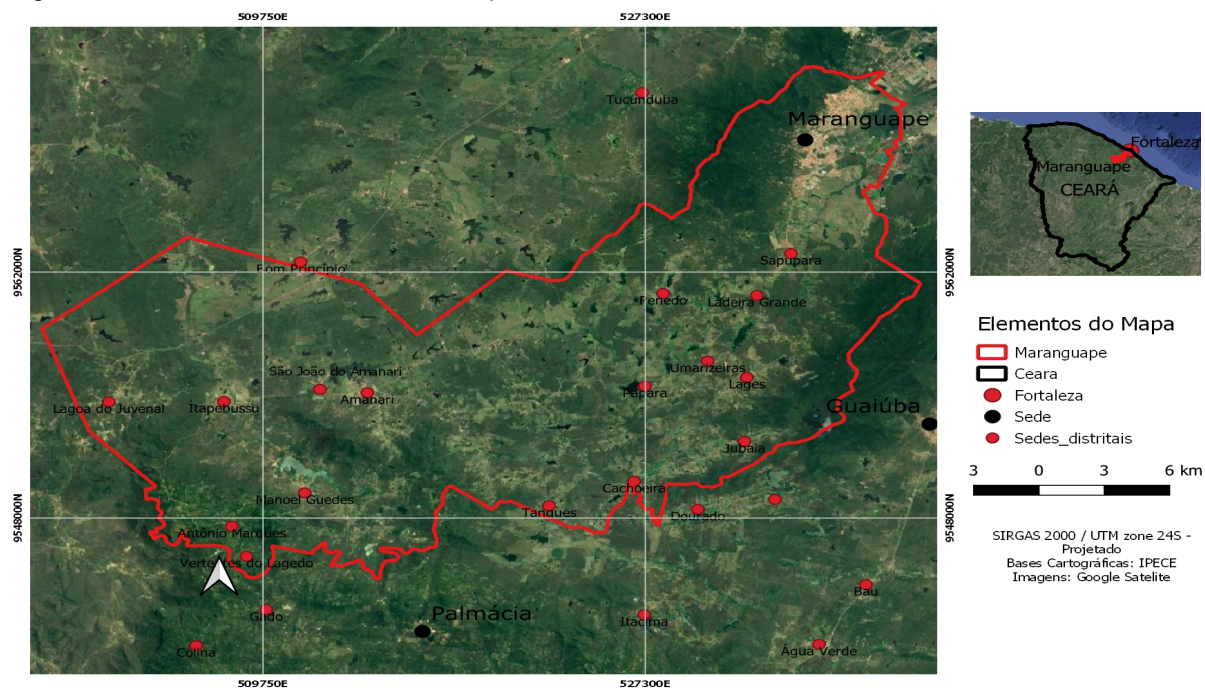 509750E
527300E
Tucunduba
Maranguape
Sapupara
Bom Princípio
9562000N
9562000N
Penedo
Ladeira Grande
Umarizeiras
Lages
São João do Amanari
Amanari
Papara
Lagoa do Juvenal
Itapebussu
Guaiúba
Jubaia
Manoel Guedes
Cachoeira
Tanques
Dourado
9548000N
9548000N
Antônio Marques
Vertentes do Lagedo
Gado
Palmácia
Itacima
Baú
Colina
Água Verde
509750E
527300E
Fortaleza
Maranguape
CEARÁ
Elementos do Mapa
Maranguape
Ceara
Fortaleza
Sede
Sedes_distritais
3 0 3 6 km
SIRGAS 2000 / UTM zone 24S -
Projetado
Bases Cartográficas: IPECE
Imagens: Google Satelite